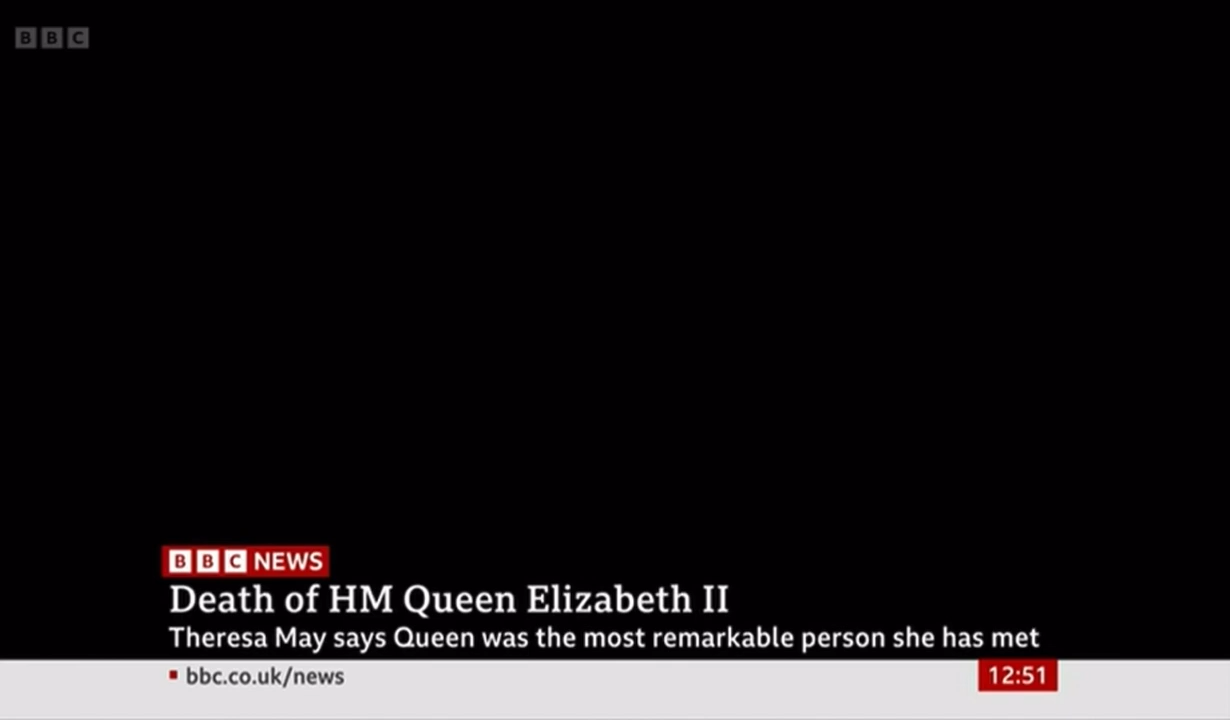 BBC
BBC NEWS
Death of HM Queen Elizabeth II
Theresa May says Queen was the most remarkable person she has met
bbc.co.uk/news
12:51